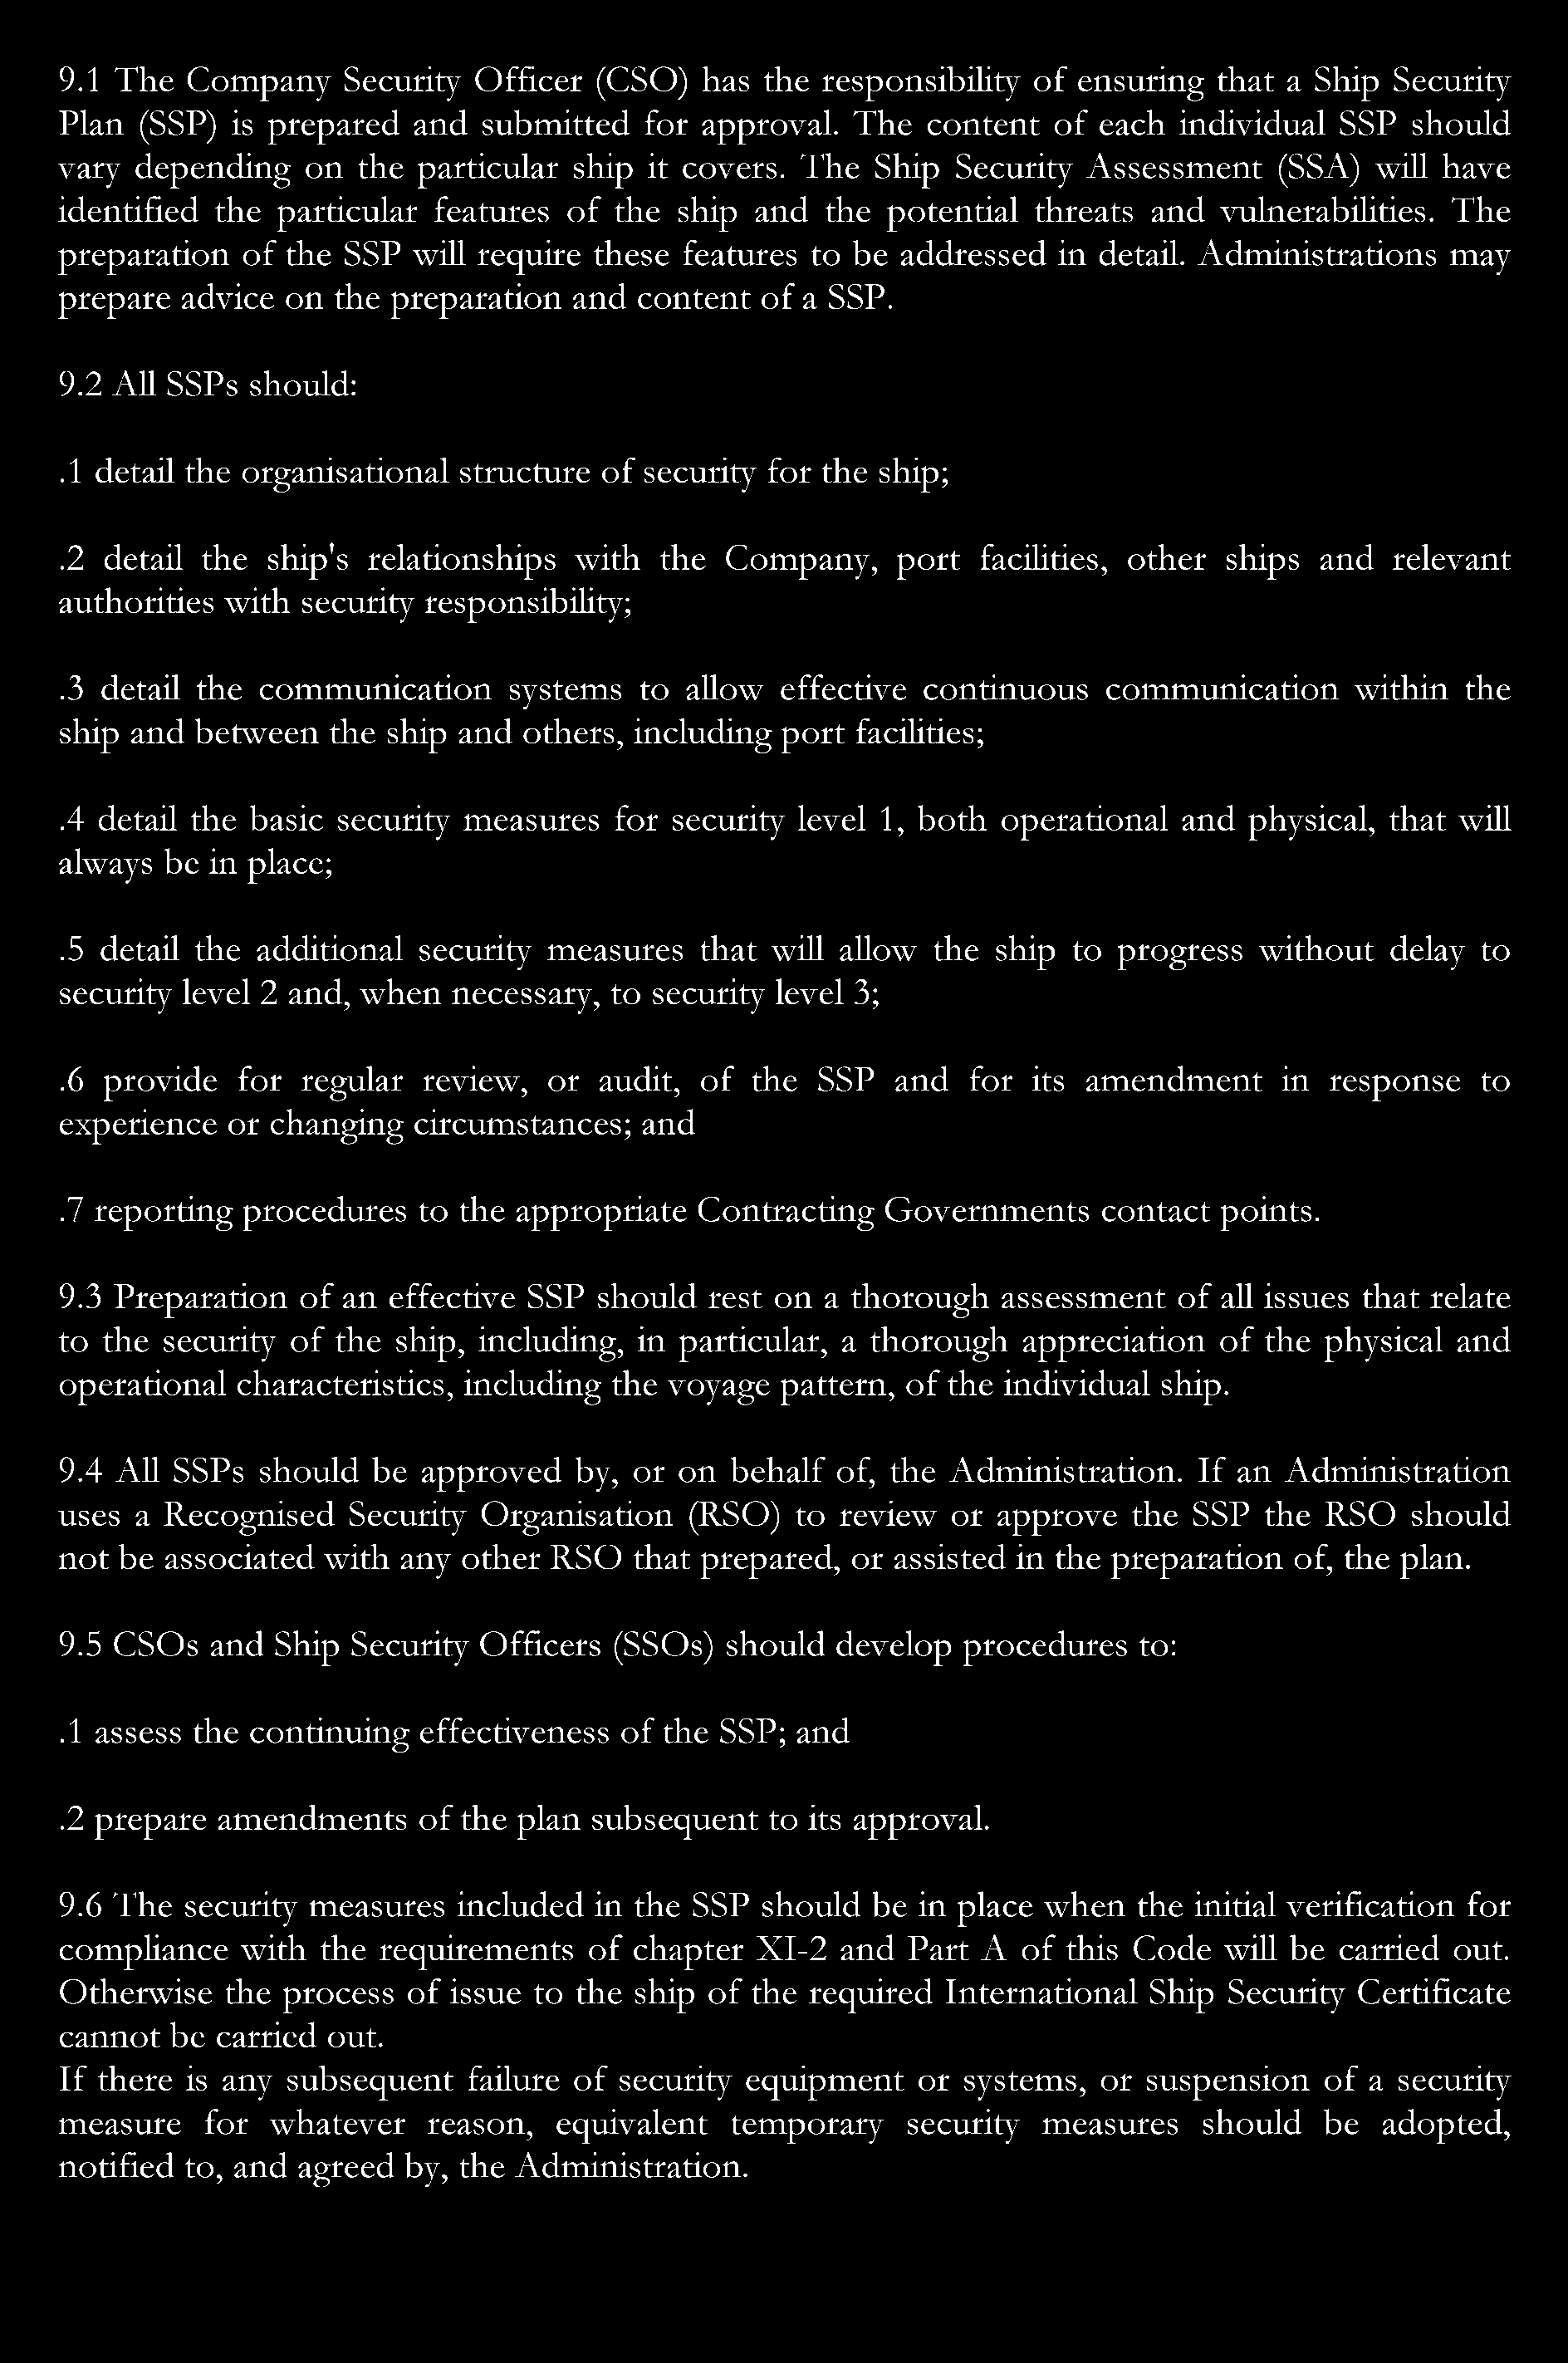 9.1 The Company Security Officer (CSO) has the responsibility of ensuring that a Ship Security
Plan (SSP) is prepared and submitted for approval. The content of each individual SSP should
vary depending on the particular ship it covers. The Ship Security Assessment (SSA) will have
identified the particular features of the ship and the potential threats and vulnerabilities. The
preparation of the SSP will require these features to be addressed in detail. Administrations may
prepare advice on the preparation and content of a SSP.
9.2 All SSPs should:
.1 detail the organisational structure of security for the ship;
.2 detail the ship's relationships with the Company, port facilities, other ships and relevant
authorities with security responsibility;
.3 detail the communication systems to allow effective continuous communication within the
ship and between the ship and others, including port facilities;
.4 detail the basic security measures for security level 1, both operational and physical, that will
always be in place;
.5 detail the additional security measures that will allow the ship to progress without delay to
security level 2 and, when necessary, to security level 3;
.6 provide for regular review, or audit, of the SSP and for its amendment in response to
experience or changing circumstances; and
.7 reporting procedures to the appropriate Contracting Governments contact points.
9.3 Preparation of an effective SSP should rest on a thorough assessment of all issues that relate
to the security of the ship, including, in particular, a thorough appreciation of the physical and
operational characteristics, including the voyage pattern, of the individual ship.
9.4 All SSPs should be approved by, or on behalf of, the Administration. If an Administration
uses a Recognised Security Organisation (RSO) to review or approve the SSP the RSO should
not be associated with any other RSO that prepared, or assisted in the preparation of, the plan.
9.5 CSOs and Ship Security Officers (SSOs) should develop procedures to:
.1 assess the continuing effectiveness of the SSP; and
.2 prepare amendments of the plan subsequent to its approval.
9.6 The security measures included in the SSP should be in place when the initial verification for
compliance with the requirements of chapter XI-2 and Part A of this Code will be carried out.
Otherwise the process of issue to the ship of the required International Ship Security Certificate
cannot be carried out.
If there is any subsequent failure of security equipment or systems, or suspension of a security
measure for whatever reason, equivalent temporary security measures should be adopted,
notified to, and agreed by, the Administration.